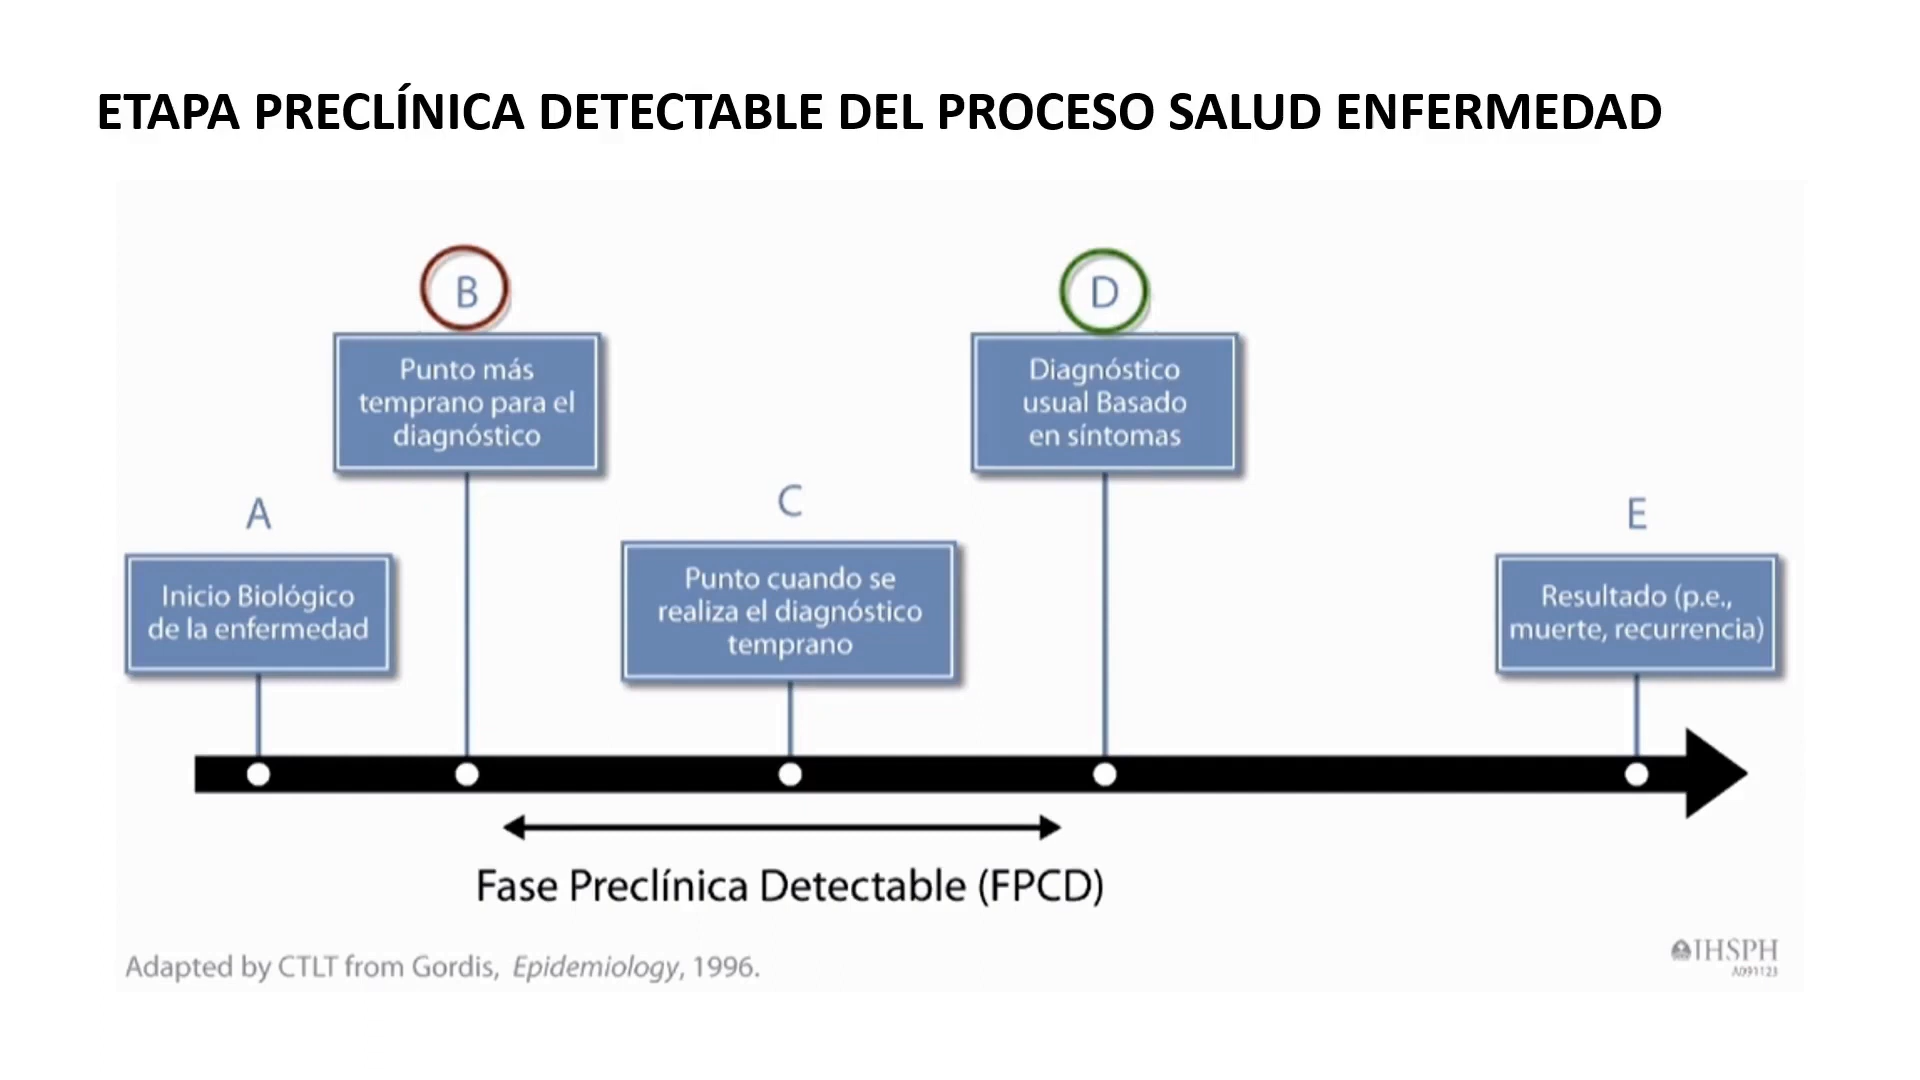 ETAPA PRECLÍNICA DETECTABLE DEL PROCESO SALUD ENFERMEDAD
B
Punto más
temprano para el
diagnóstico
D
Diagnóstico
usual Basado
en síntomas
A
Inicio Biológico
de la enfermedad
C
Punto cuando se
realiza el diagnóstico
temprano
E
Resultado (p.e.,
muerte, recurrencia)
Fase Preclínica Detectable (FPCD)
Adapted by CTLT from Gordis, Epidemiology, 1996.
JHSPH
A091123